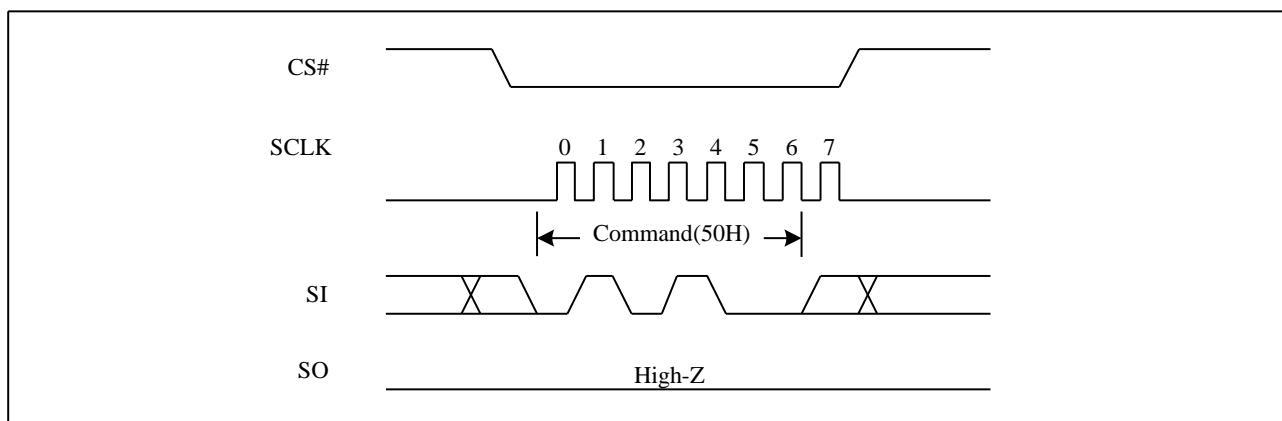 CS#
SCLK
0 1 2 3 4 5 6 7
Command(50H)
SI
SO
High-Z